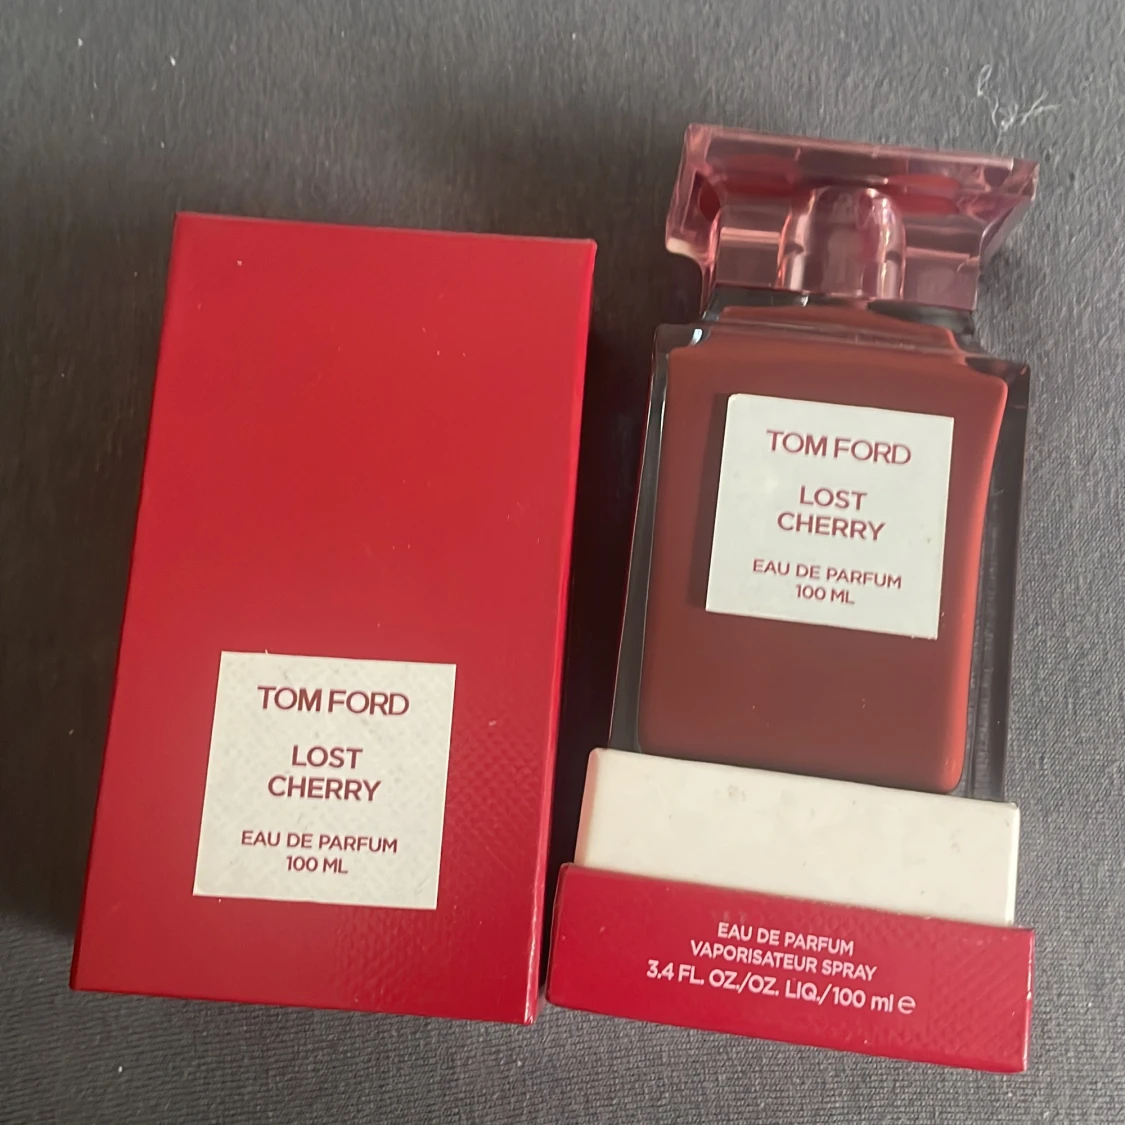 TOM FORD
LOST
CHERRY
EAU DE PARFUM
100 ML
TOM FORD
LOST
CHERRY
EAU DE PARFUM
100 ML
EAU DE PARFUM
VAPORISATEUR SPRAY
3.4 FL. OZ./OZ. LIQ./100 ml e